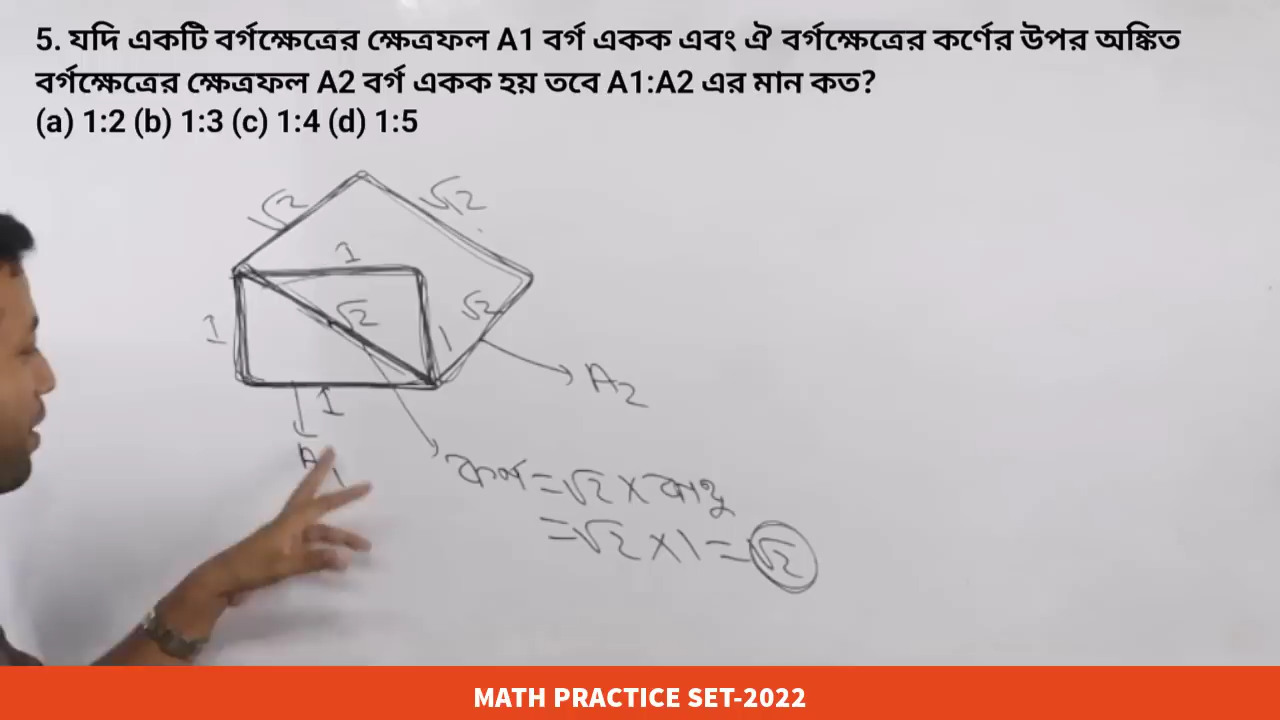 5. যদি একটি বর্গক্ষেত্রের ক্ষেত্রফল A1 বর্গ একক এবং ঐ বর্গক্ষেত্রের কর্ণের উপর অঙ্কিত
বর্গক্ষেত্রের ক্ষেত্রফল A2 বর্গ একক হয় তবে A1:A2 এর মান কত?
(a) 1:2 (b) 1:3 (c) 1:4 (d) 1:5
√2 √2
1
√2 √2
1 1
A2
1
A1
কর্ণ = √2 × বাহু
= √2 × 1 = √2
MATH PRACTICE SET-2022